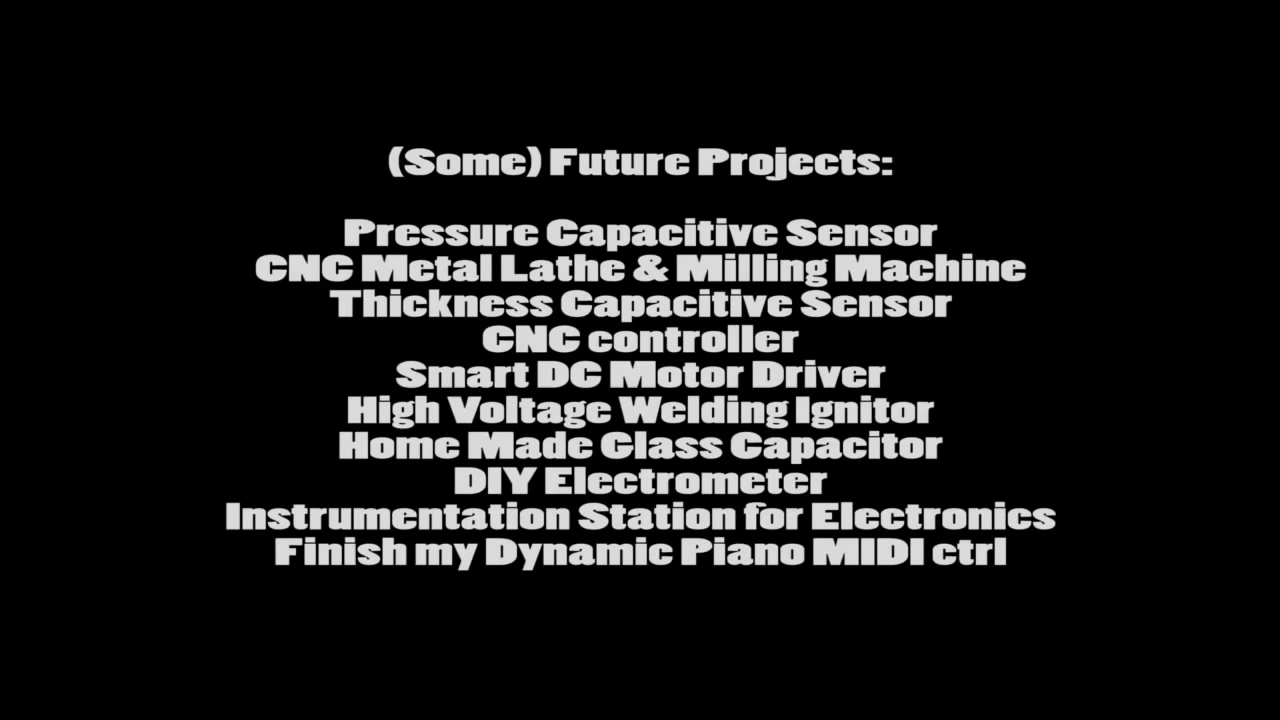 (Some) Future Projects:
Pressure Capacitive Sensor
CNC Metal Lathe & Milling Machine
Thickness Capacitive Sensor
CNC controller
Smart DC Motor Driver
High Voltage Welding Ignitor
Home Made Glass Capacitor
DIY Electrometer
Instrumentation Station for Electronics
Finish my Dynamic Piano MIDI ctrl